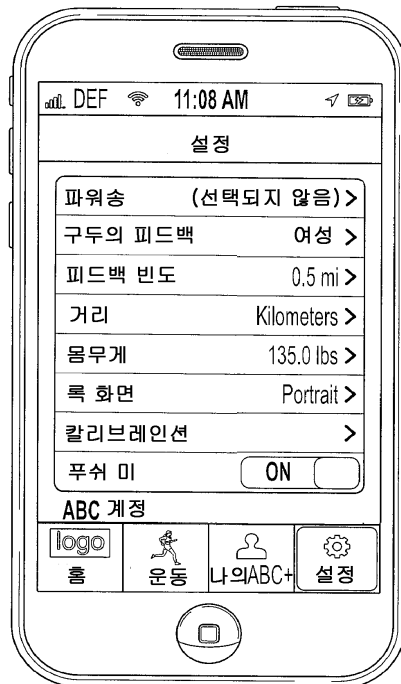 DEF 11:08 AM
설정
파워송 (선택되지 않음) >
구두의 피드백 여성 >
피드백 빈도 0.5 mi >
거리 Kilometers >
몸무게 135.0 lbs >
록 화면 Portrait >
칼리브레인션 >
푸쉬 미 ON
ABC 계정
logo
홈 운동 나의ABC+ 설정